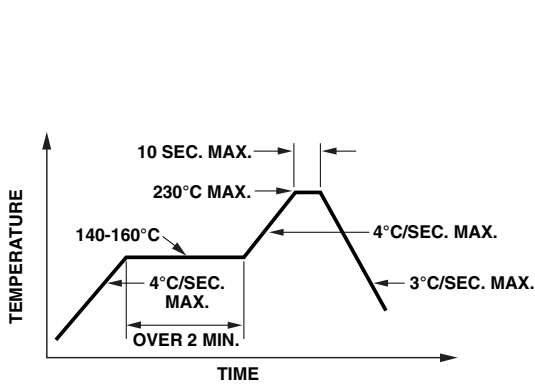 10 SEC. MAX.
230°C MAX.
140-160°C
4°C/SEC. MAX.
4°C/SEC.
MAX.
3°C/SEC. MAX.
OVER 2 MIN.
TEMPERATURE
TIME